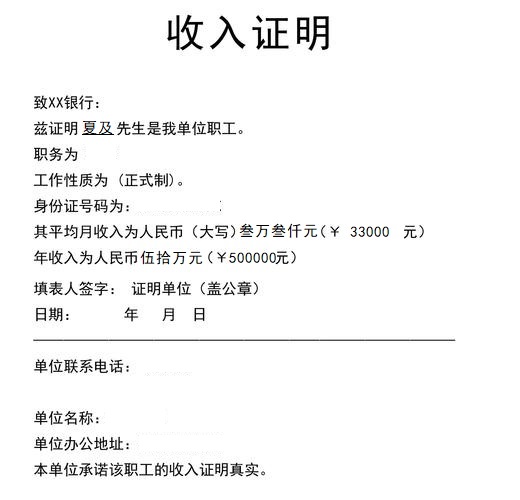 收入证明
致XX银行：
兹证明 夏及 先生是我单位职工。
职务为
工作性质为（正式制）。
身份证号码为：
其平均月收入为人民币（大写）叁万叁仟元（￥ 33000 元）
年收入为人民币伍拾万元（￥500000元）
填表人签字： 证明单位（盖公章）
日期： 年 月 日
单位联系电话：
单位名称：
单位办公地址：
本单位承诺该职工的收入证明真实。